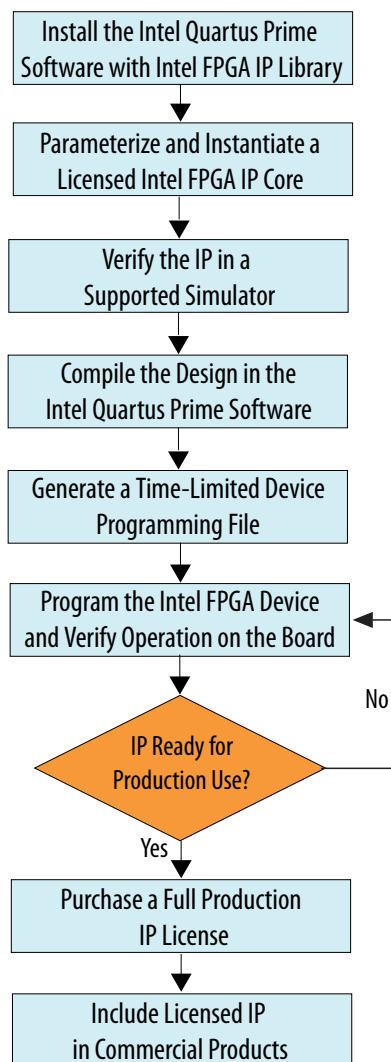 Install the Intel Quartus Prime
Software with Intel FPGA IP Library
Parameterize and Instantiate a
Licensed Intel FPGA IP Core
Verify the IP in a
Supported Simulator
Compile the Design in the
Intel Quartus Prime Software
Generate a Time-Limited Device
Programming File
Program the Intel FPGA Device
and Verify Operation on the Board
No
IP Ready for
Production Use?
Yes
Purchase a Full Production
IP License
Include Licensed IP
in Commercial Products